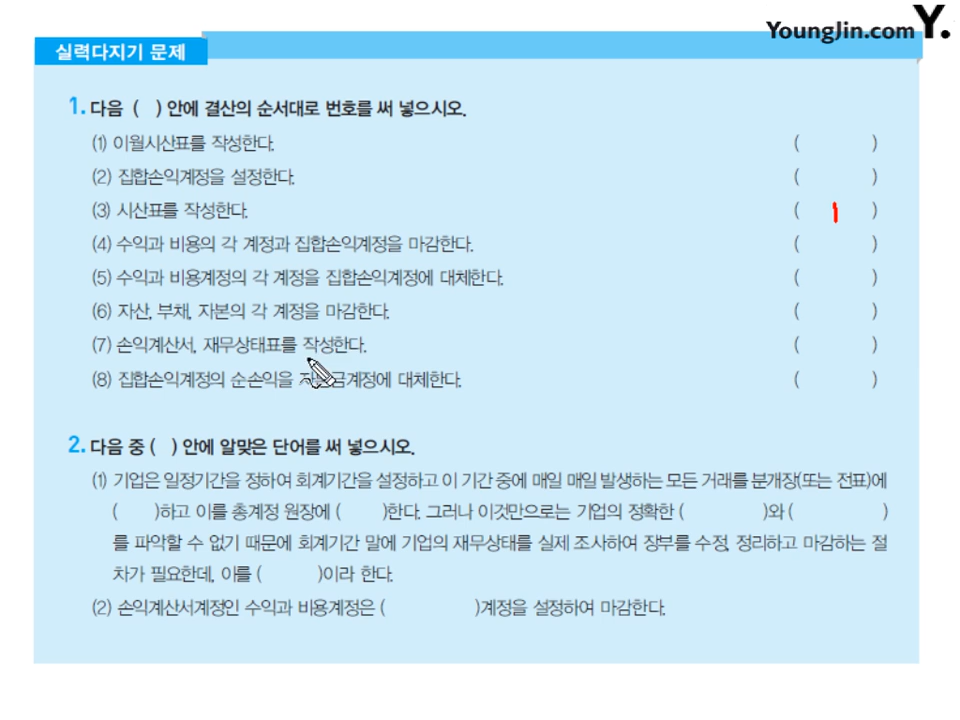 YoungJin.com Y.
실력다지기 문제
1. 다음 ( ) 안에 결산의 순서대로 번호를 써 넣으시오.
(1) 이월시산표를 작성한다. ( )
(2) 집합손익계정을 설정한다. ( )
(3) 시산표를 작성한다. ( 1 )
(4) 수익과 비용의 각 계정과 집합손익계정을 마감한다. ( )
(5) 수익과 비용계정의 각 계정을 집합손익계정에 대체한다. ( )
(6) 자산, 부채, 자본의 각 계정을 마감한다. ( )
(7) 손익계산서, 재무상태표를 작성한다. ( )
(8) 집합손익계정의 순손익을 계정에 대체한다. ( )
2. 다음 중 ( ) 안에 알맞은 단어를 써 넣으시오.
(1) 기업은 일정기간을 정하여 회계기간을 설정하고 이 기간 중에 매일 매일 발생하는 모든 거래를 분개장(또는 전표)에
( )하고 이를 총계정 원장에 ( )한다. 그러나 이것만으로는 기업의 정확한 ( )와 ( )
를 파악할 수 없기 때문에 회계기간 말에 기업의 재무상태를 실제 조사하여 장부를 수정, 정리하고 마감하는 절
차가 필요한데, 이를 ( )이라 한다.
(2) 손익계산서계정인 수익과 비용계정은 ( )계정을 설정하여 마감한다.